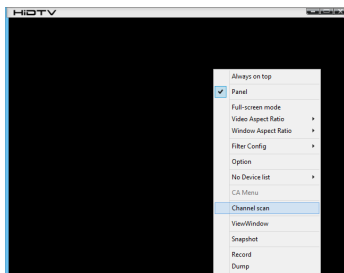 HiDTV
Always on top
Panel
Full-screen mode
Video Aspect Ratio
Window Aspect Ratio
Filter Config
Option
No Device list
CA Menu
Channel scan
ViewWindow
Snapshot
Record
Dump